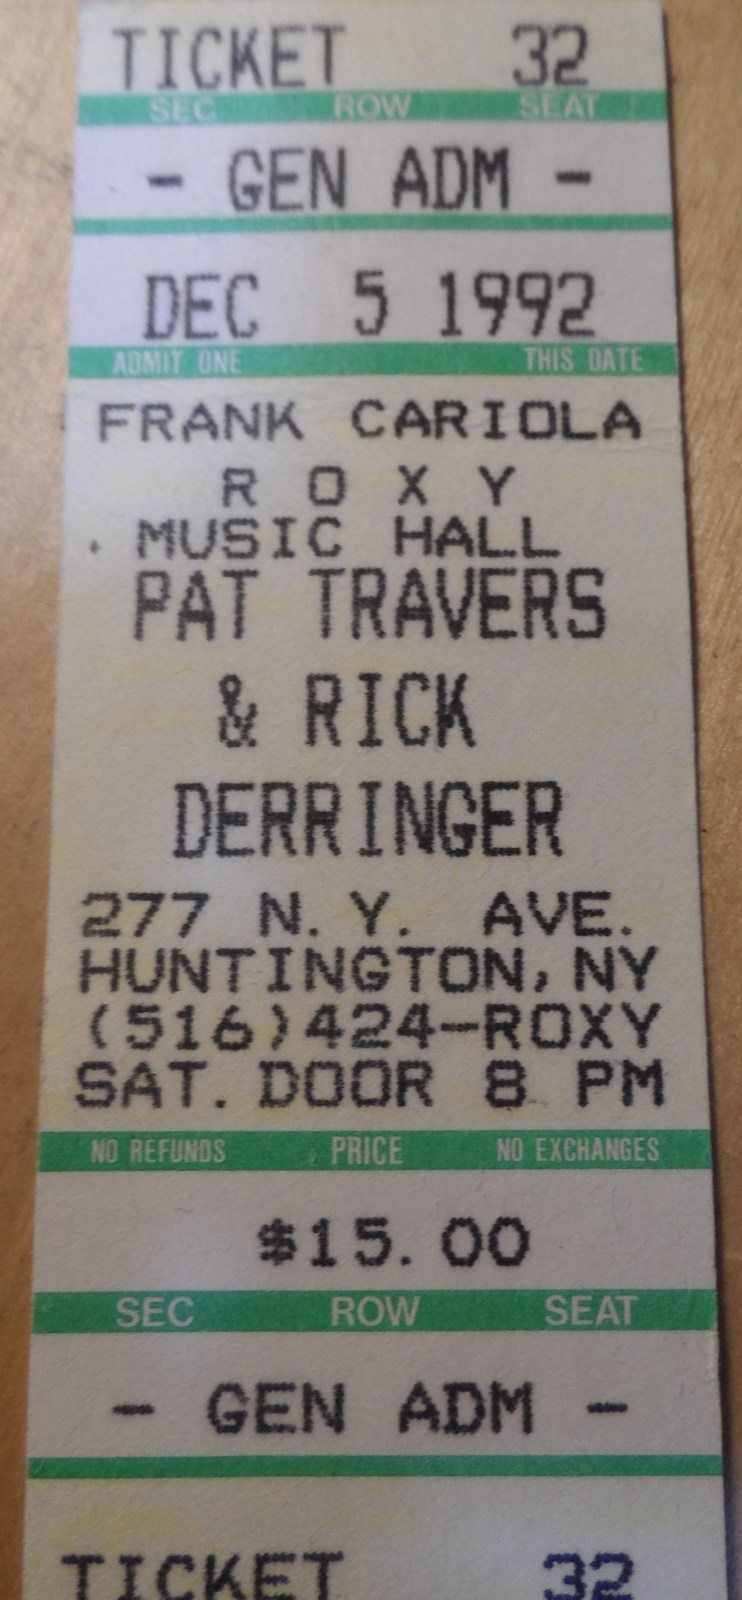 TICKET 32
SEC ROW SEAT
- GEN ADM -
DEC 5 1992
ADMIT ONE THIS DATE
FRANK CARIOLA
R O X Y
MUSIC HALL
PAT TRAVERS
& RICK
DERRINGER
277 N. Y. AVE.
HUNTINGTON, NY
(516)424-ROXY
SAT. DOOR 8 PM
NO REFUNDS PRICE NO EXCHANGES
$15.00
SEC ROW SEAT
- GEN ADM -
TICKET 32